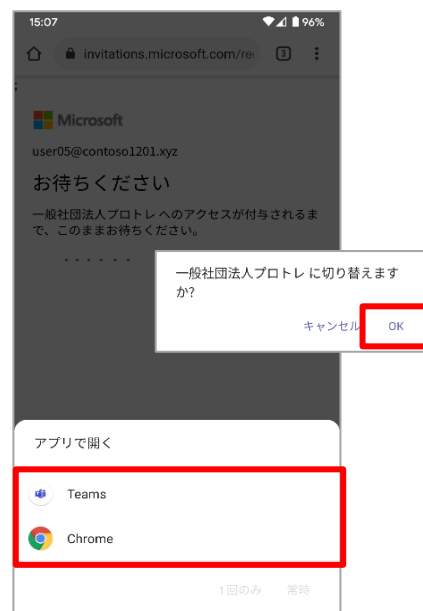 15:07
96%
invitations.microsoft.com/re
3
;
Microsoft
user05@contoso1201.xyz
お待ちください
一般社団法人プロトレ へのアクセスが付与されるま
で、このままお待ちください。
一般社団法人プロトレ に切り替えます
か?
キャンセル OK
アプリで開く
Teams
Chrome
1 回のみ 常時